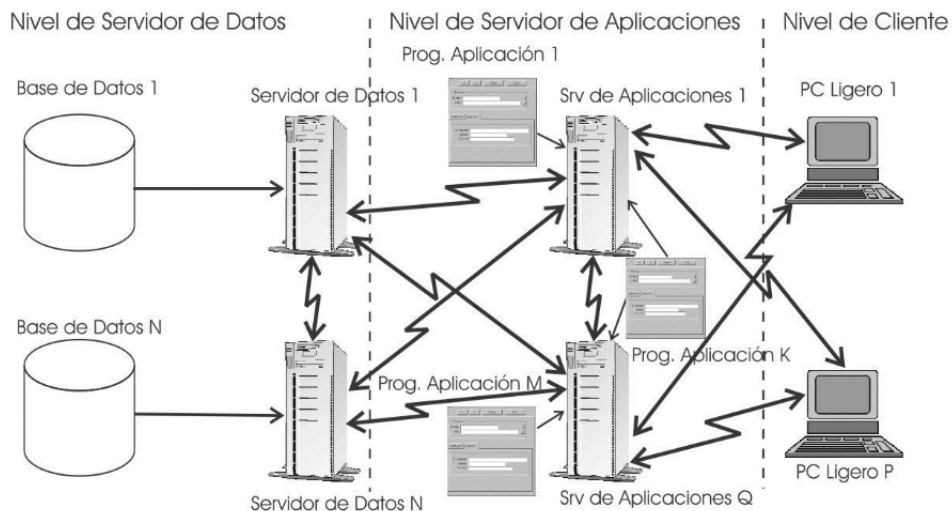 Nivel de Servidor de Datos
Nivel de Servidor de Aplicaciones
Nivel de Cliente
Prog. Aplicación 1
Base de Datos 1
Servidor de Datos 1
Srv de Aplicaciones 1
PC Ligero 1
Base de Datos N
Prog. Aplicación K
Prog. Aplicación M
PC Ligero P
Servidor de Datos N
Srv de Aplicaciones Q